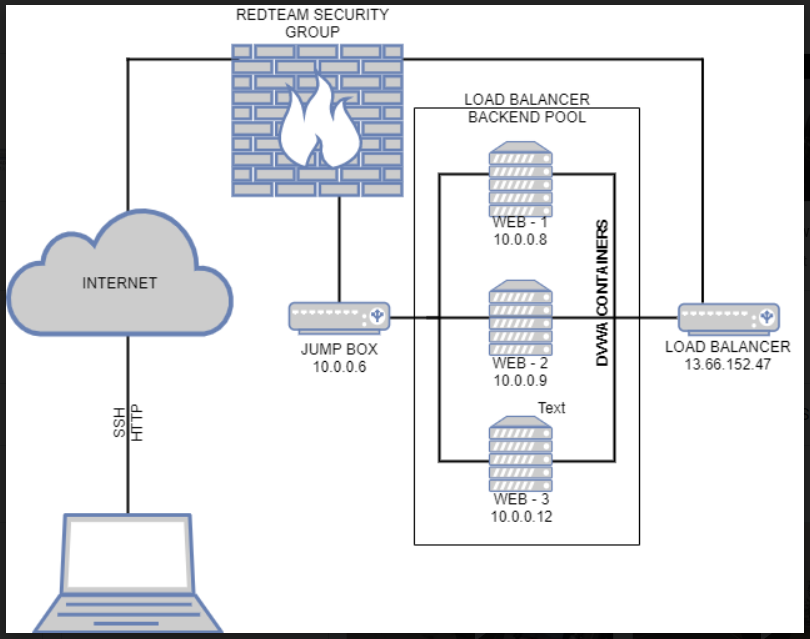 REDTEAM SECURITY
GROUP
LOAD BALANCER
BACKEND POOL
WEB - 1
10.0.0.8
INTERNET
DVWA CONTAINERS
JUMP BOX
10.0.0.6
WEB - 2
10.0.0.9
LOAD BALANCER
13.66.152.47
SSH
HTTP
Text
WEB - 3
10.0.0.12